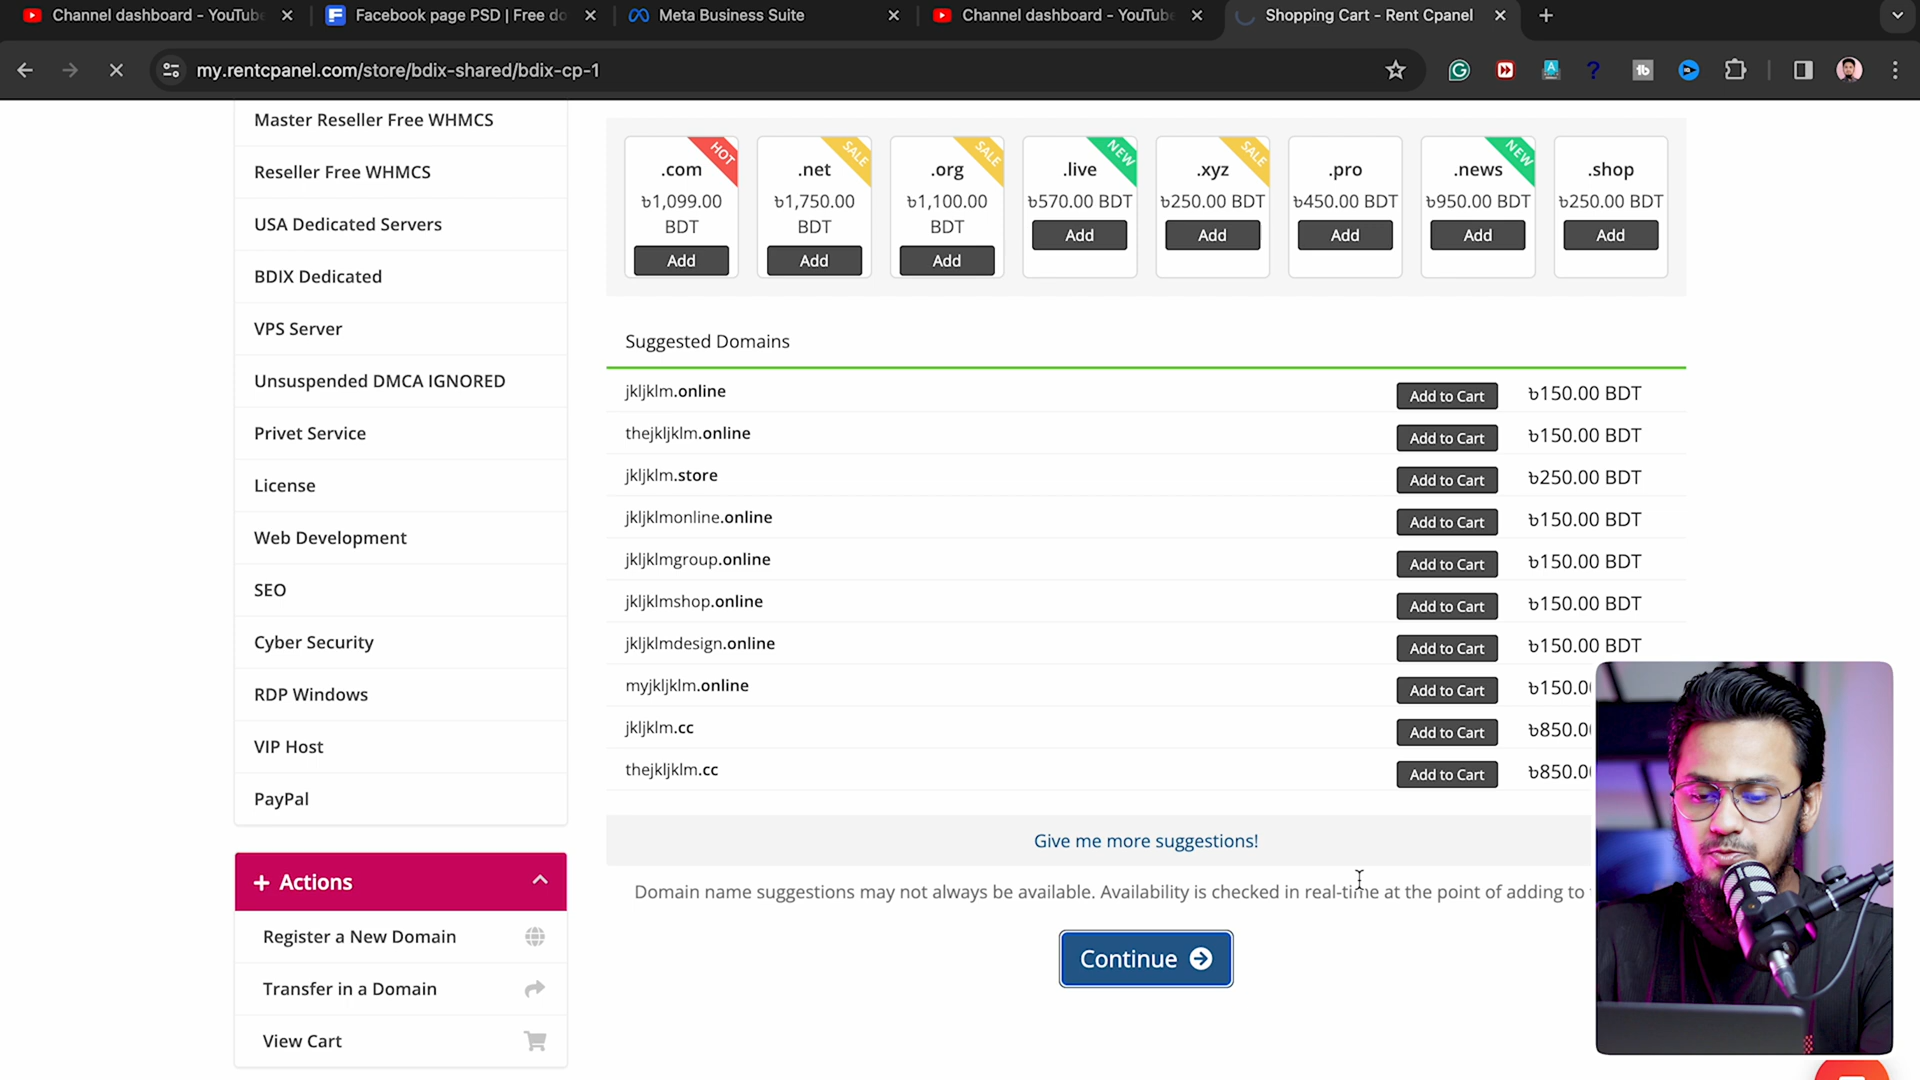 Channel dashboard - YouTube
Facebook page PSD | Free do
Meta Business Suite
Channel dashboard - YouTube
Shopping Cart - Rent Cpanel
my.rentcpanel.com/store/bdix-shared/bdix-cp-1
Master Reseller Free WHMCS
Reseller Free WHMCS
USA Dedicated Servers
BDIX Dedicated
VPS Server
Unsuspended DMCA IGNORED
Privet Service
License
Web Development
SEO
Cyber Security
RDP Windows
VIP Host
PayPal
+ Actions
Register a New Domain
Transfer in a Domain
View Cart
HOT
.com
৳1,099.00
BDT
Add
SALE
.net
৳1,750.00
BDT
Add
SALE
.org
৳1,100.00
BDT
Add
NEW
.live
৳570.00 BDT
Add
SALE
.xyz
৳250.00 BDT
Add
.pro
৳450.00 BDT
Add
NEW
.news
৳950.00 BDT
Add
.shop
৳250.00 BDT
Add
Suggested Domains
jkljklm.online Add to Cart ৳150.00 BDT
thejkljklm.online Add to Cart ৳150.00 BDT
jkljklm.store Add to Cart ৳250.00 BDT
jkljklmonline.online Add to Cart ৳150.00 BDT
jkljklmgroup.online Add to Cart ৳150.00 BDT
jkljklmshop.online Add to Cart ৳150.00 BDT
jkljklmdesign.online Add to Cart ৳150.00 BDT
myjkljklm.online Add to Cart ৳150.0
jkljklm.cc Add to Cart ৳850.0
thejkljklm.cc Add to Cart ৳850.0
Give me more suggestions!
Domain name suggestions may not always be available. Availability is checked in real-time at the point of adding to
Continue